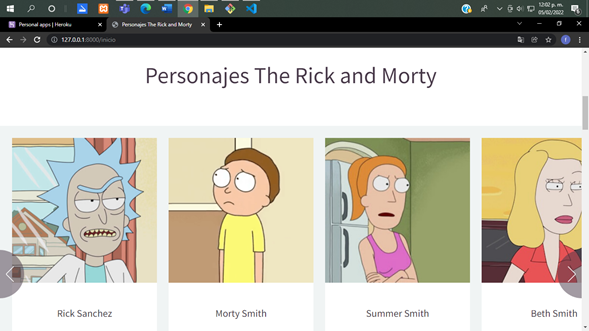 12:02 p. m.
05/02/2022
Personal apps | Heroku
Personajes The Rick and Morty
127.0.0.1:8000/inicio
Personajes The Rick and Morty
Rick Sanchez
Morty Smith
Summer Smith
Beth Smith